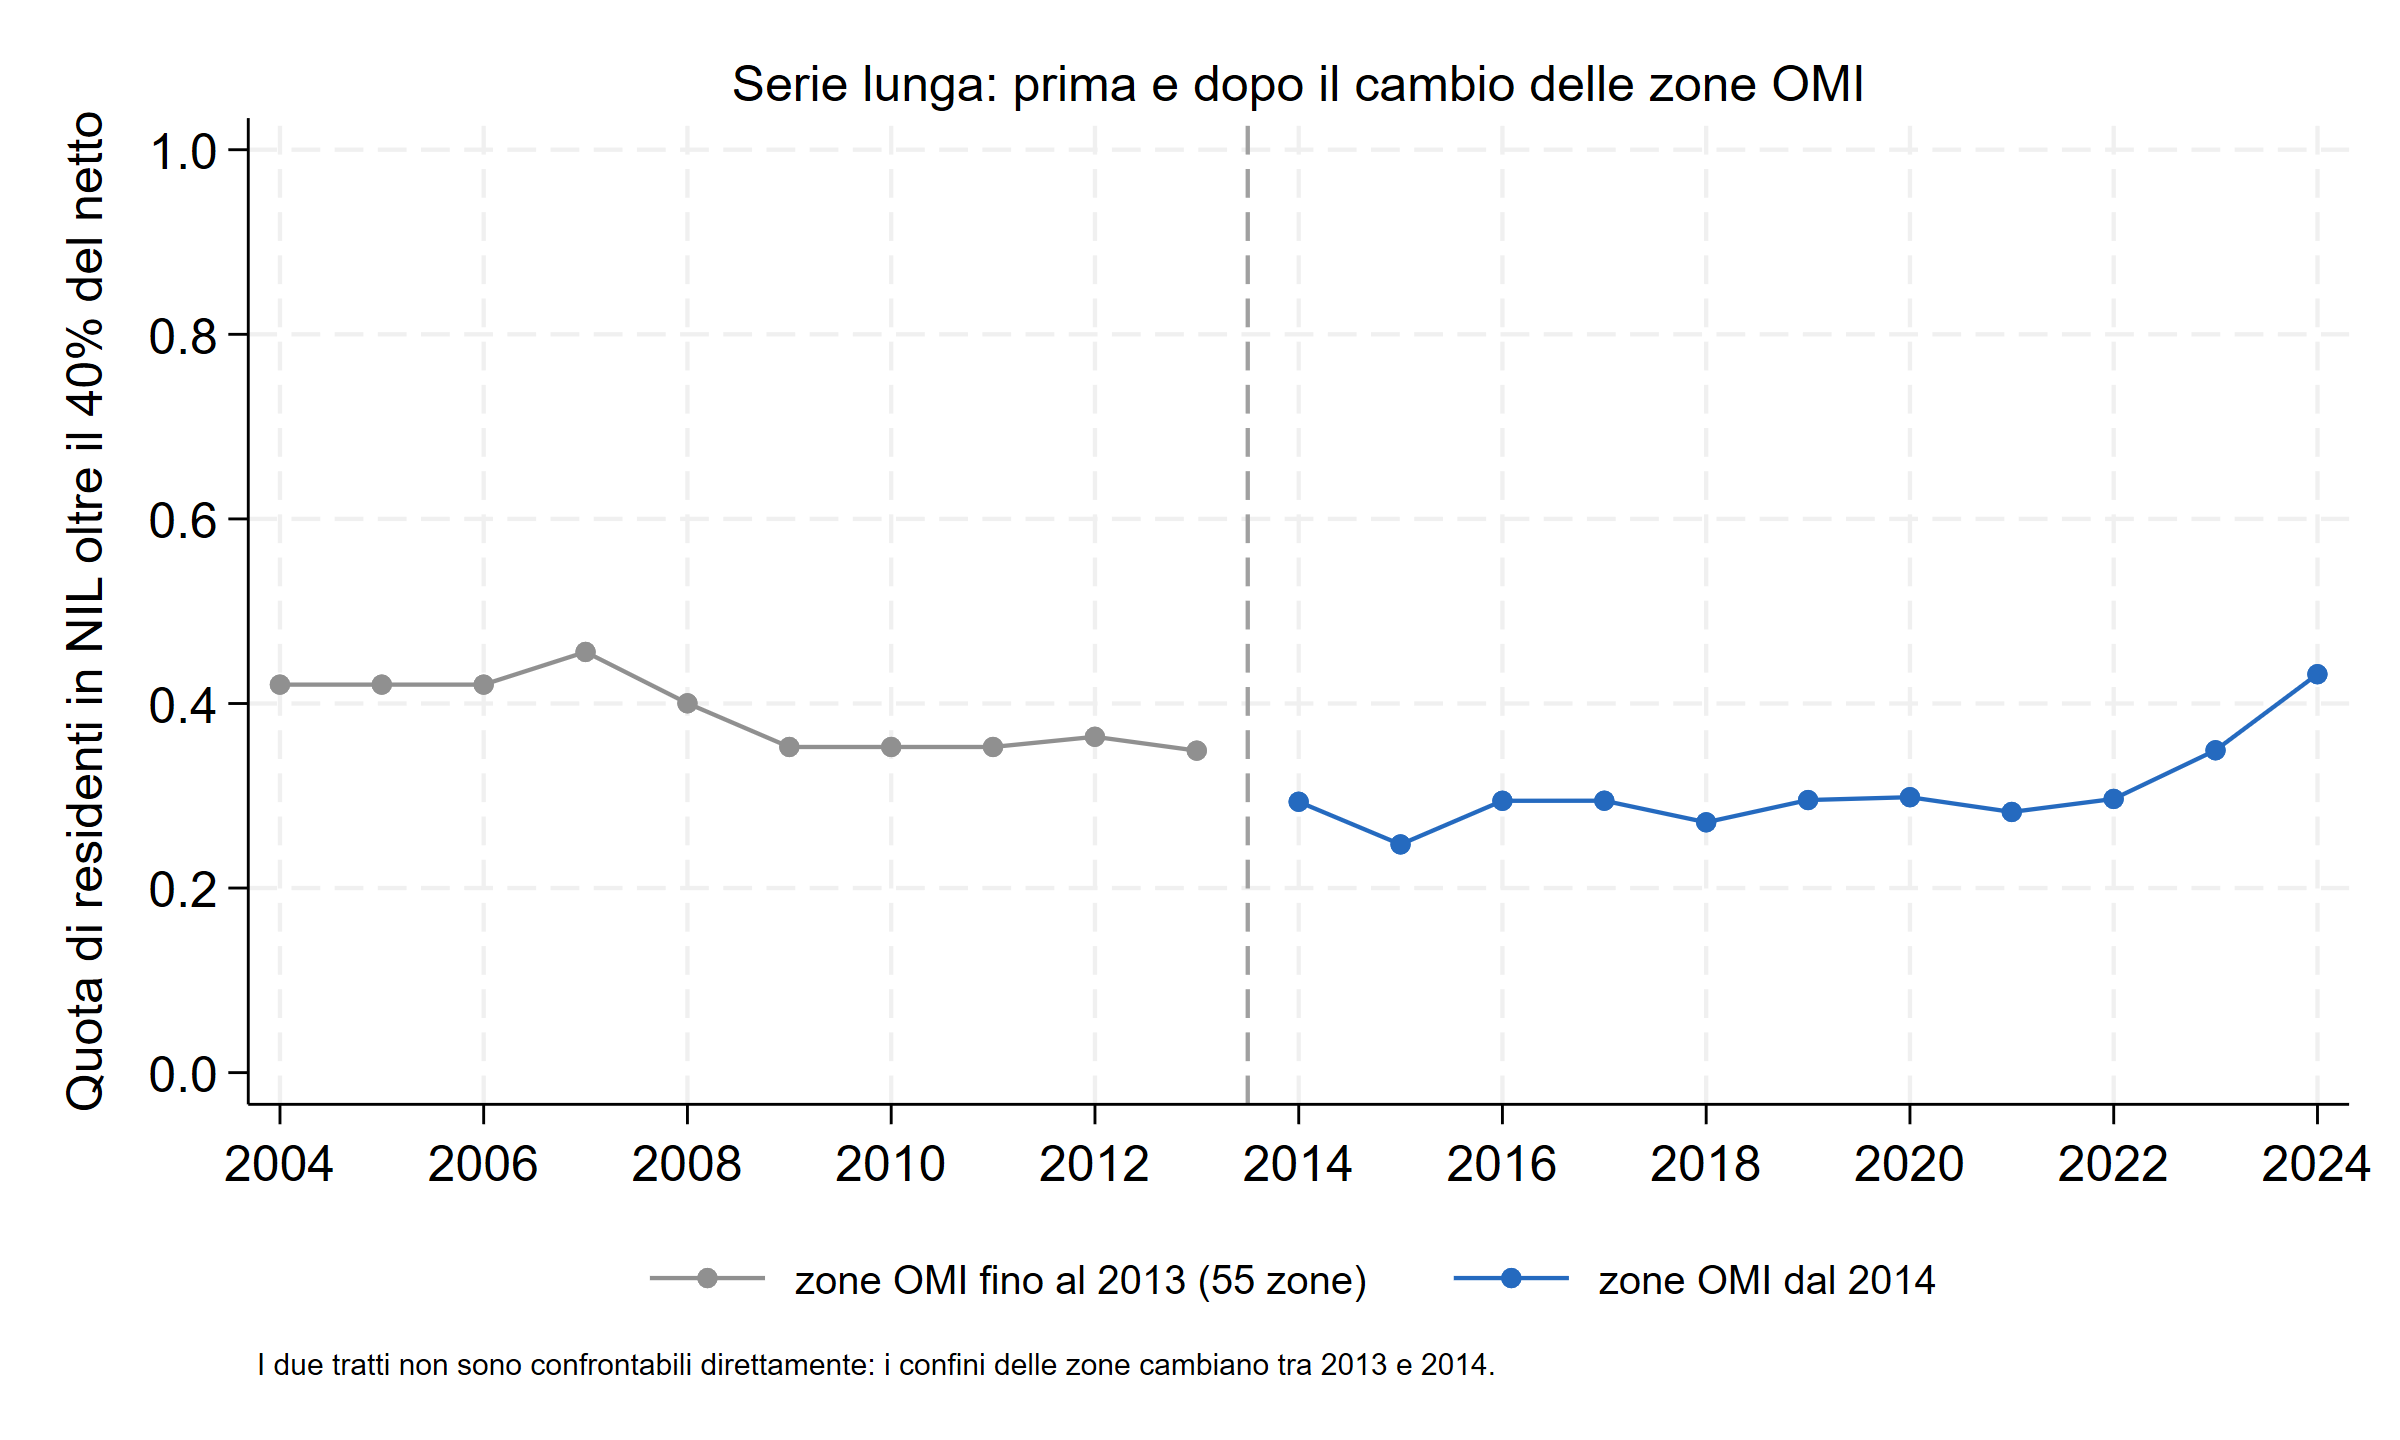 Serie lunga: prima e dopo il cambio delle zone OMI
Quota di residenti in NIL oltre il 40% del netto
1.0
0.8
0.6
0.4
0.2
0.0
2004 2006 2008 2010 2012 2014 2016 2018 2020 2022 2024
zone OMI fino al 2013 (55 zone) zone OMI dal 2014
I due tratti non sono confrontabili direttamente: i confini delle zone cambiano tra 2013 e 2014.